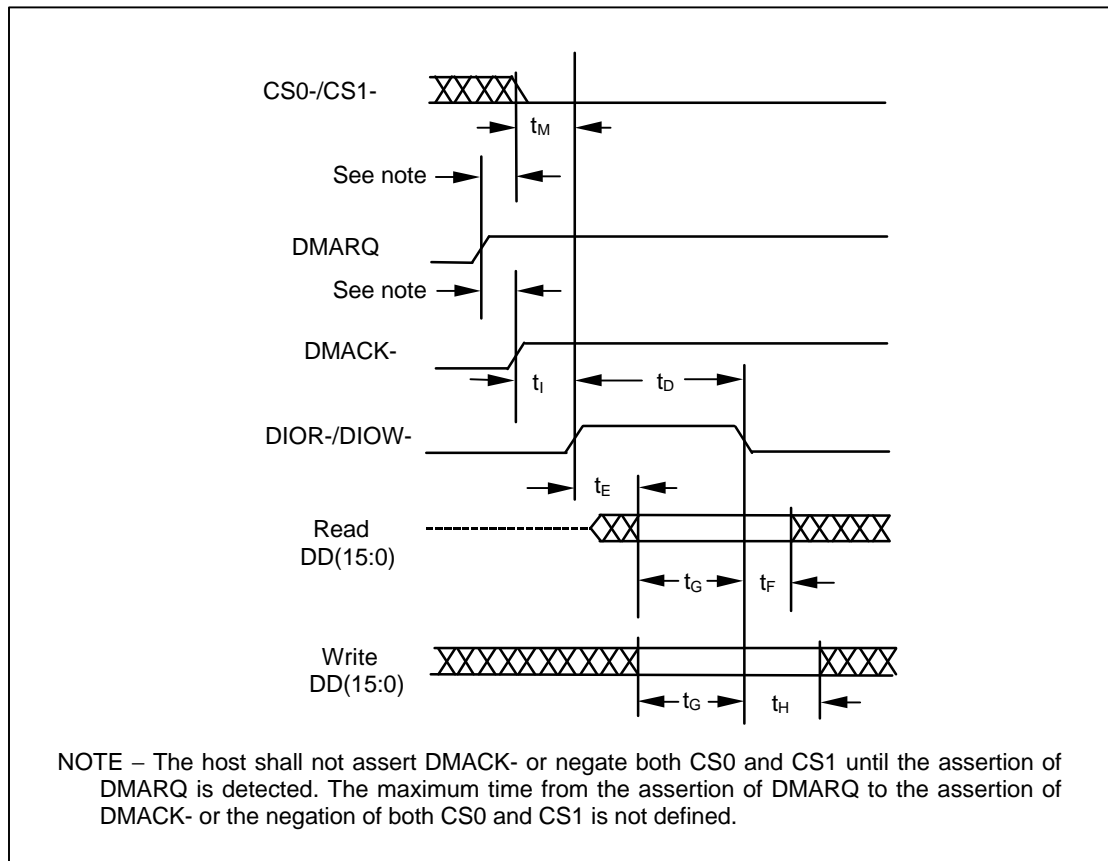 CS0-/CS1-
tM
See note
DMARQ
See note
DMACK-
tI
tD
DIOR-/DIOW-
tE
Read
DD(15:0)
tG
tF
Write
DD(15:0)
tG
tH
NOTE – The host shall not assert DMACK- or negate both CS0 and CS1 until the assertion of
DMARQ is detected. The maximum time from the assertion of DMARQ to the assertion of
DMACK- or the negation of both CS0 and CS1 is not defined.